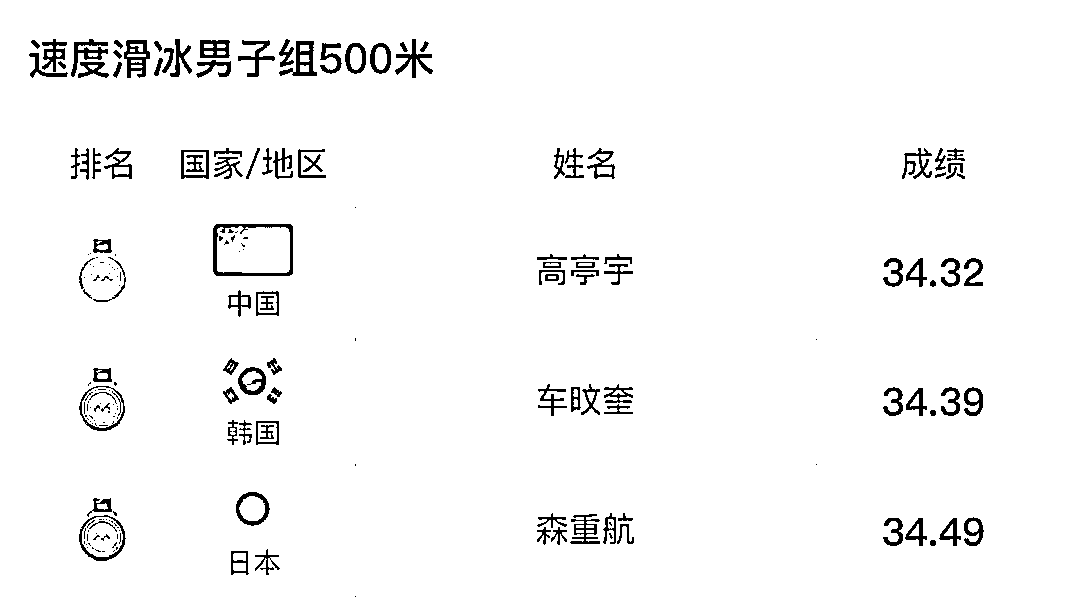 速度滑冰男子组500米
排名 国家/地区 姓名 成绩
中国 高亭宇 34.32
韩国 车旼奎 34.39
日本 森重航 34.49